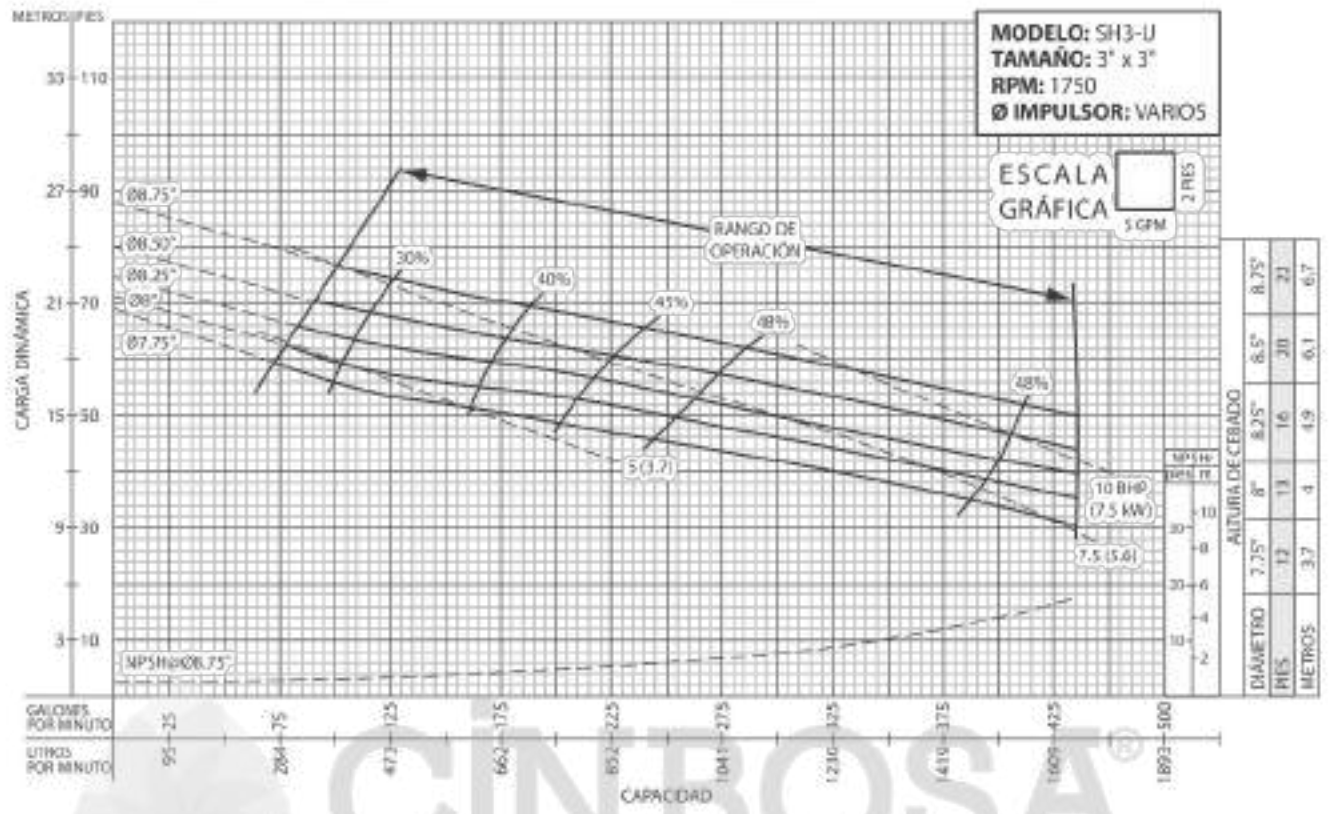 METROS PIES
MODELO: SH3-U
TAMAÑO: 3" x 3"
RPM: 1750
Ø IMPULSOR: VARIOS
ESCALA
GRÁFICA
2 PIES
5 GPM
33 110
27 90
21 70
15 50
9 30
3 10
CARGA DINÁMICA
Ø8.75"
Ø8.50"
Ø8.25"
Ø8"
Ø7.75"
30%
40%
45%
48%
48%
RANGO DE
OPERACIÓN
5 (3.7)
10 BHP
(7.5 kW)
7.5 (5.6)
NPSH@Ø8.75"
NPSHr
pies m
10
8
20 6
4
10
2
ALTURA DE CEBADO
DIÁMETRO 7.75" 8" 8.25" 8.5" 8.75"
PIES 12 13 16 20 22
METROS 3.7 4 4.9 6.1 6.7
GALONES
POR MINUTO
25 75 125 175 225 275 325 375 425 500
LITROS
POR MINUTO
95 284 473 662 852 1041 1230 1419 1609 1893
CAPACIDAD
CINBOSA®